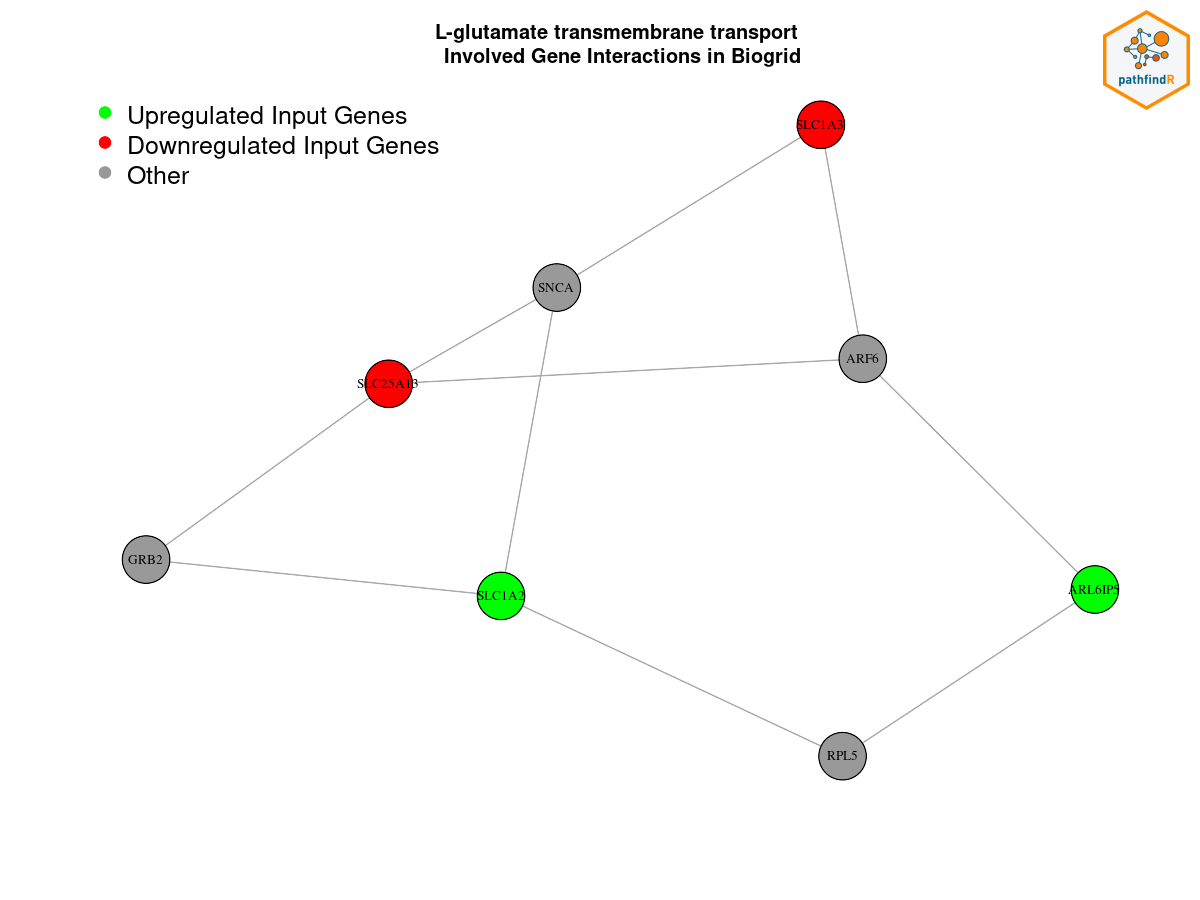 L-glutamate transmembrane transport
Involved Gene Interactions in Biogrid
pathfindR
Upregulated Input Genes
Downregulated Input Genes
Other
SLC1A3
SNCA
ARF6
SLC25A13
GRB2
SLC1A2
ARL6IP5
RPL5